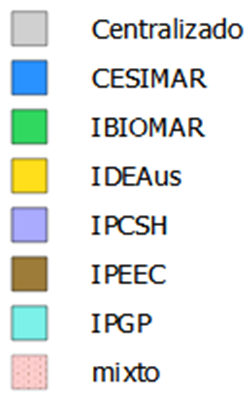 Centralizado
CESIMAR
IBIOMAR
IDEAus
IPCSH
IPEEC
IPGP
mixto